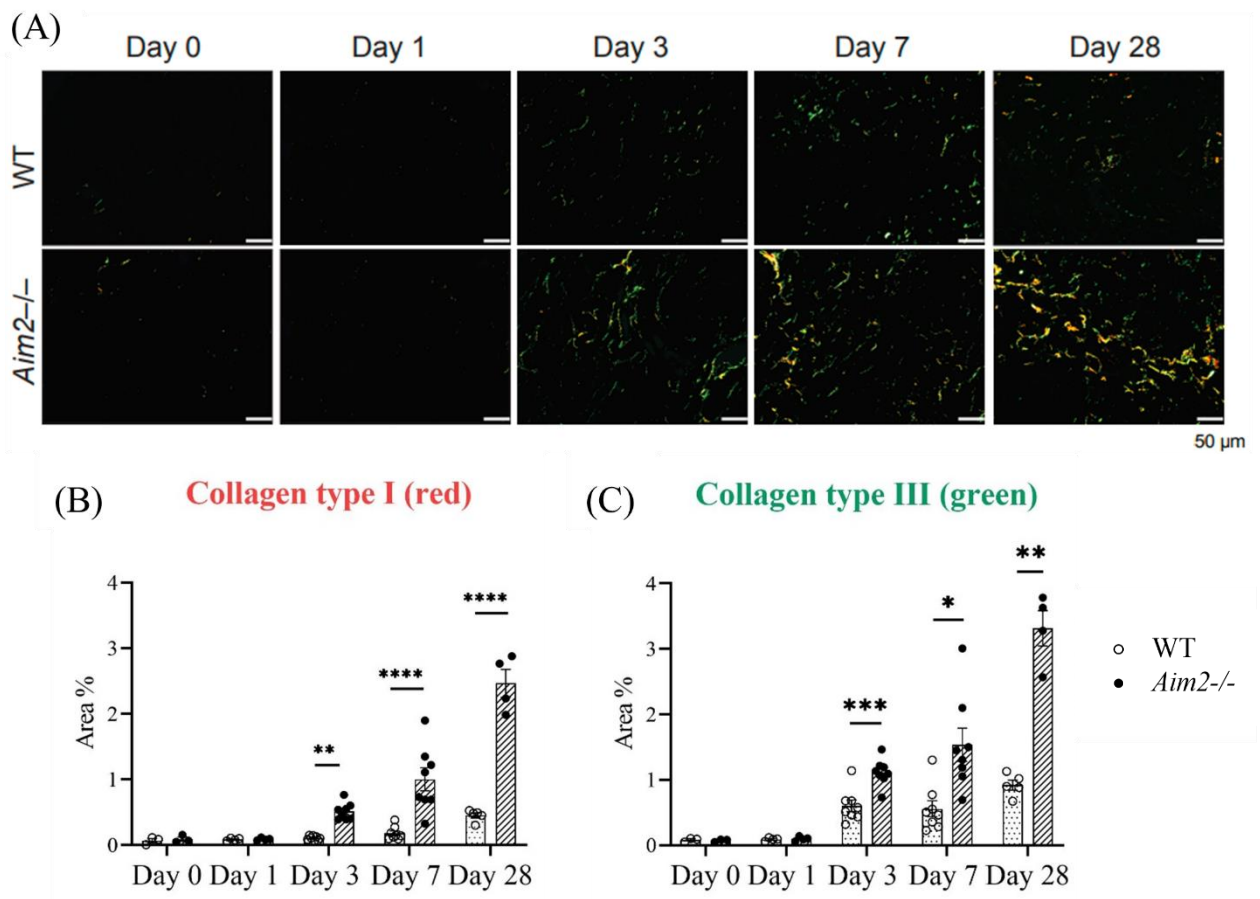 (A)
Day 0 Day 1 Day 3 Day 7 Day 28
WT
Aim2–/–
50 µm
(B) Collagen type I (red)
4
3
2
1
0
Area %
** **** ****
Day 0 Day 1 Day 3 Day 7 Day 28
(C) Collagen type III (green)
4
3
2
1
0
Area %
*** * **
Day 0 Day 1 Day 3 Day 7 Day 28
WT
Aim2-/-